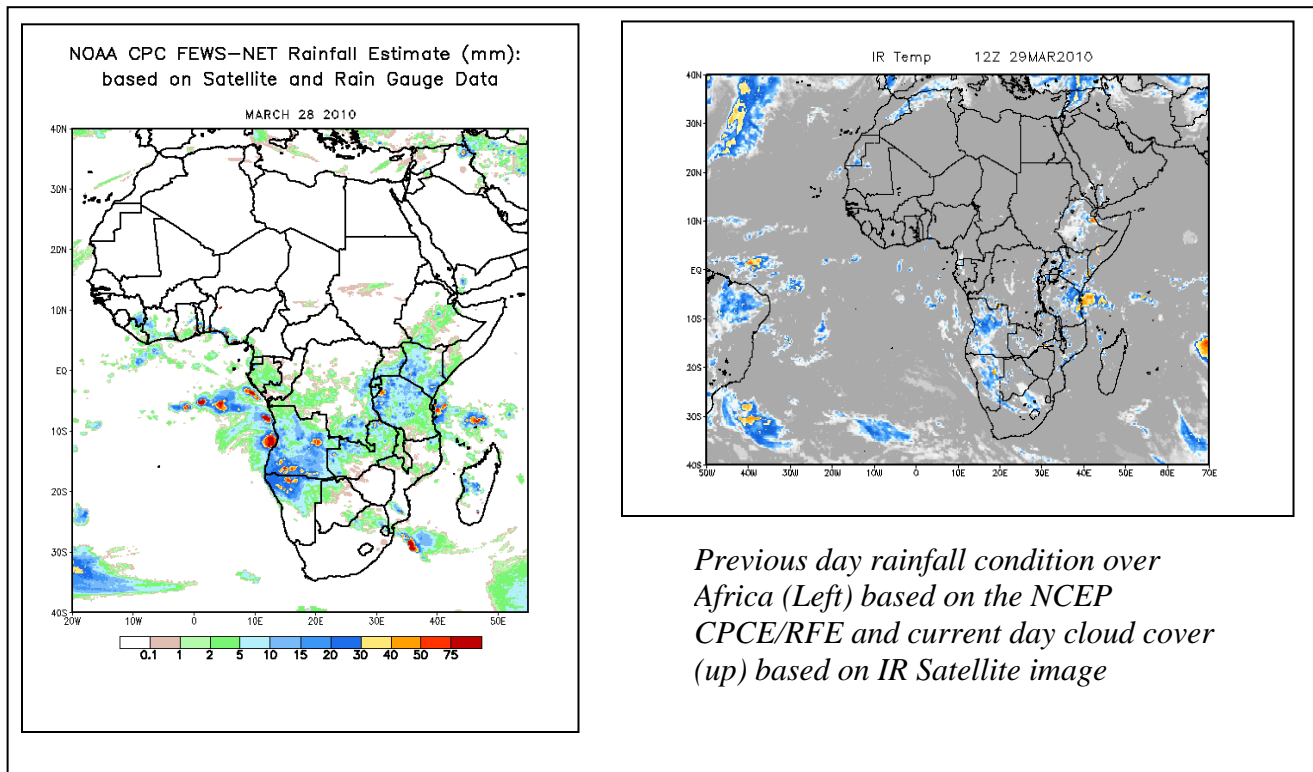 NOAA CPC FEWS-NET Rainfall Estimate (mm):
based on Satellite and Rain Gauge Data
MARCH 28 2010
40N
30N
20N
10N
EQ
10S
20S
30S
40S
20W 10W 0 10E 20E 30E 40E 50E
0.1 1 2 5 10 15 20 30 40 50 75
IR Temp 12Z 29MAR2010
40N
30N
20N
10N
EQ
10S
20S
30S
40S
50W 40W 30W 20W 10W 0 10E 20E 30E 40E 50E 60E 70E
Previous day rainfall condition over
Africa (Left) based on the NCEP
CPCE/RFE and current day cloud cover
(up) based on IR Satellite image